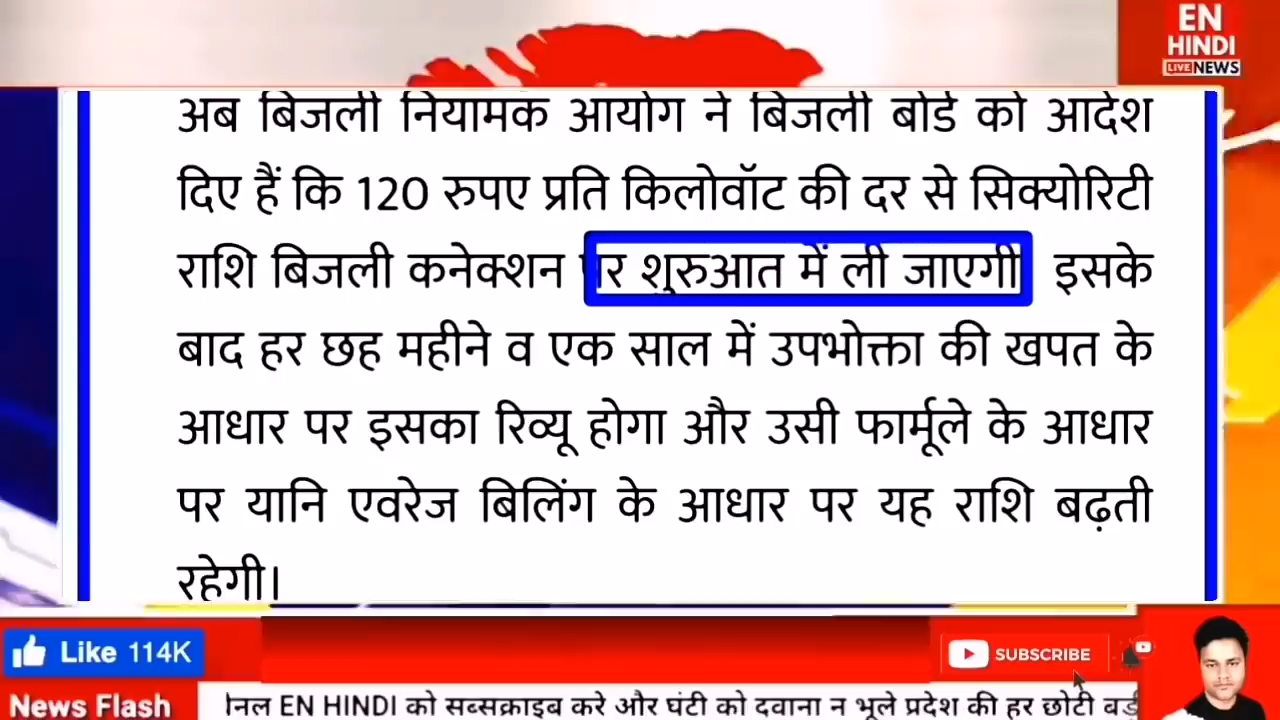 EN
HINDI
LIVE NEWS
अब बिजली नियामक आयोग ने बिजली बोर्ड को आदेश
दिए हैं कि 120 रुपए प्रति किलोवॉट की दर से सिक्योरिटी
राशि बिजली कनेक्शन पर शुरुआत में ली जाएगी इसके
बाद हर छह महीने व एक साल में उपभोक्ता की खपत के
आधार पर इसका रिव्यू होगा और उसी फार्मूले के आधार
पर यानि एवरेज बिलिंग के आधार पर यह राशि बढ़ती
रहेगी।
Like 114K
SUBSCRIBE
News Flash
EN HINDI को सब्सक्राइब करे और घंटी को दवाना न भूले प्रदेश की हर छोटी